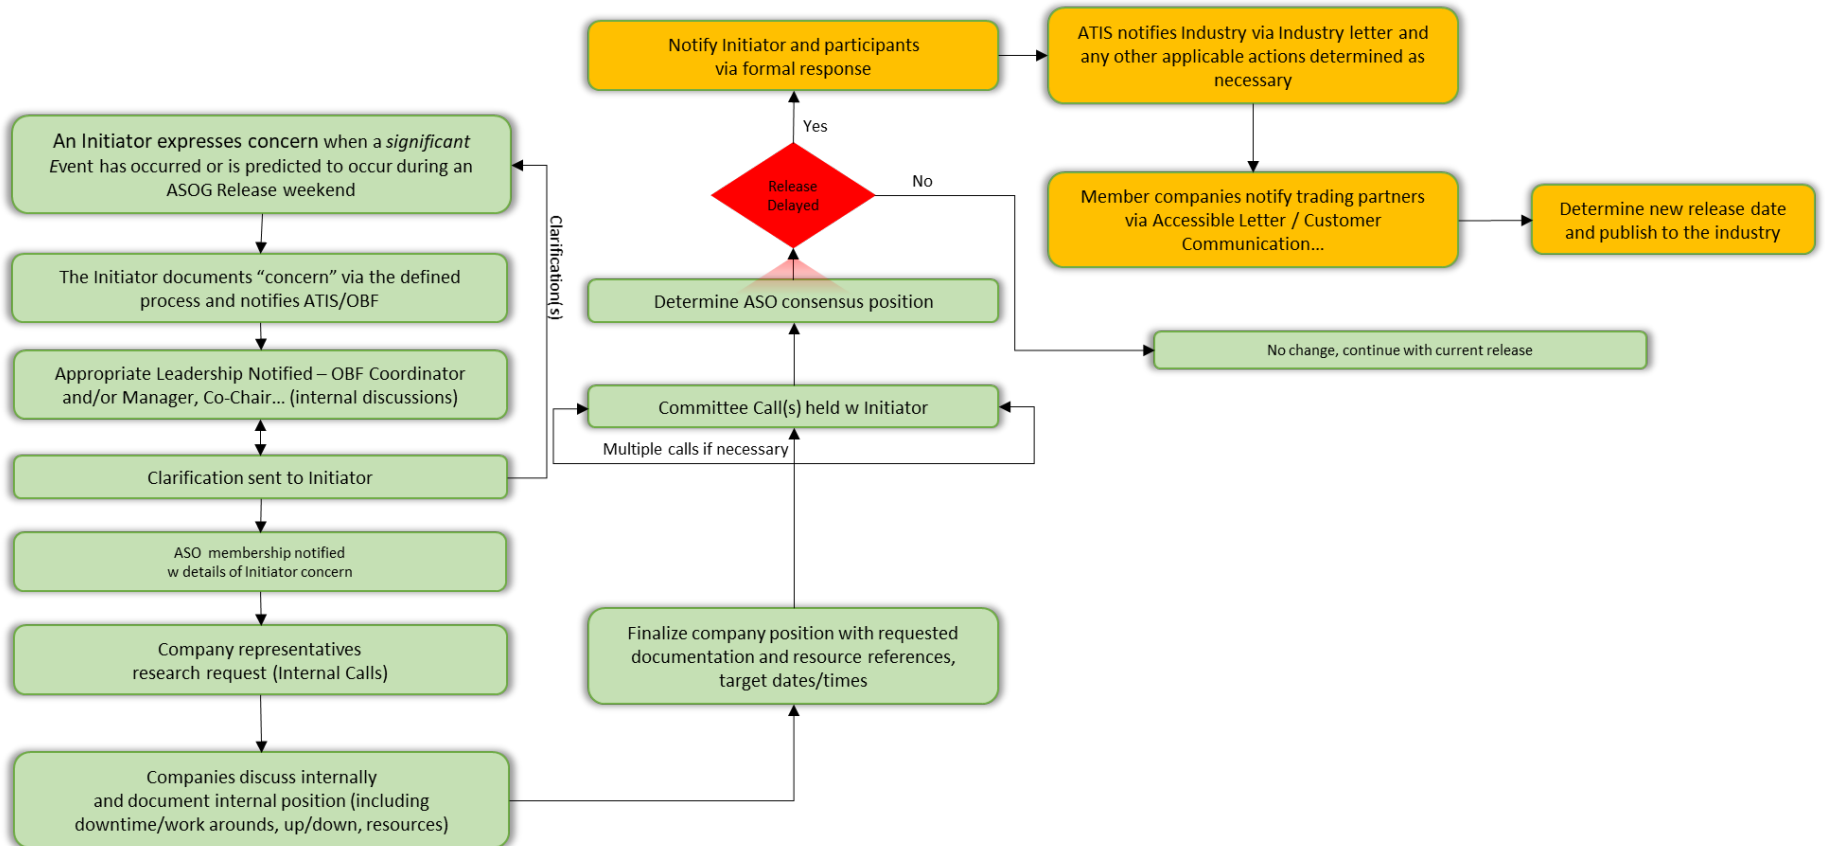 An Initiator expresses concern when a significant
Event has occurred or is predicted to occur during an
ASOG Release weekend
The Initiator documents “concern” via the defined
process and notifies ATIS/OBF
Appropriate Leadership Notified – OBF Coordinator
and/or Manager, Co-Chair... (internal discussions)
Clarification sent to Initiator
Clarification(s)
ASO membership notified
w details of Initiator concern
Company representatives
research request (Internal Calls)
Companies discuss internally
and document internal position (including
downtime/work arounds, up/down, resources)
Finalize company position with requested
documentation and resource references,
target dates/times
Committee Call(s) held w Initiator
Multiple calls if necessary
Determine ASO consensus position
Release
Delayed
Yes
No
Notify Initiator and participants
via formal response
ATIS notifies Industry via Industry letter and
any other applicable actions determined as
necessary
Member companies notify trading partners
via Accessible Letter / Customer
Communication...
Determine new release date
and publish to the industry
No change, continue with current release